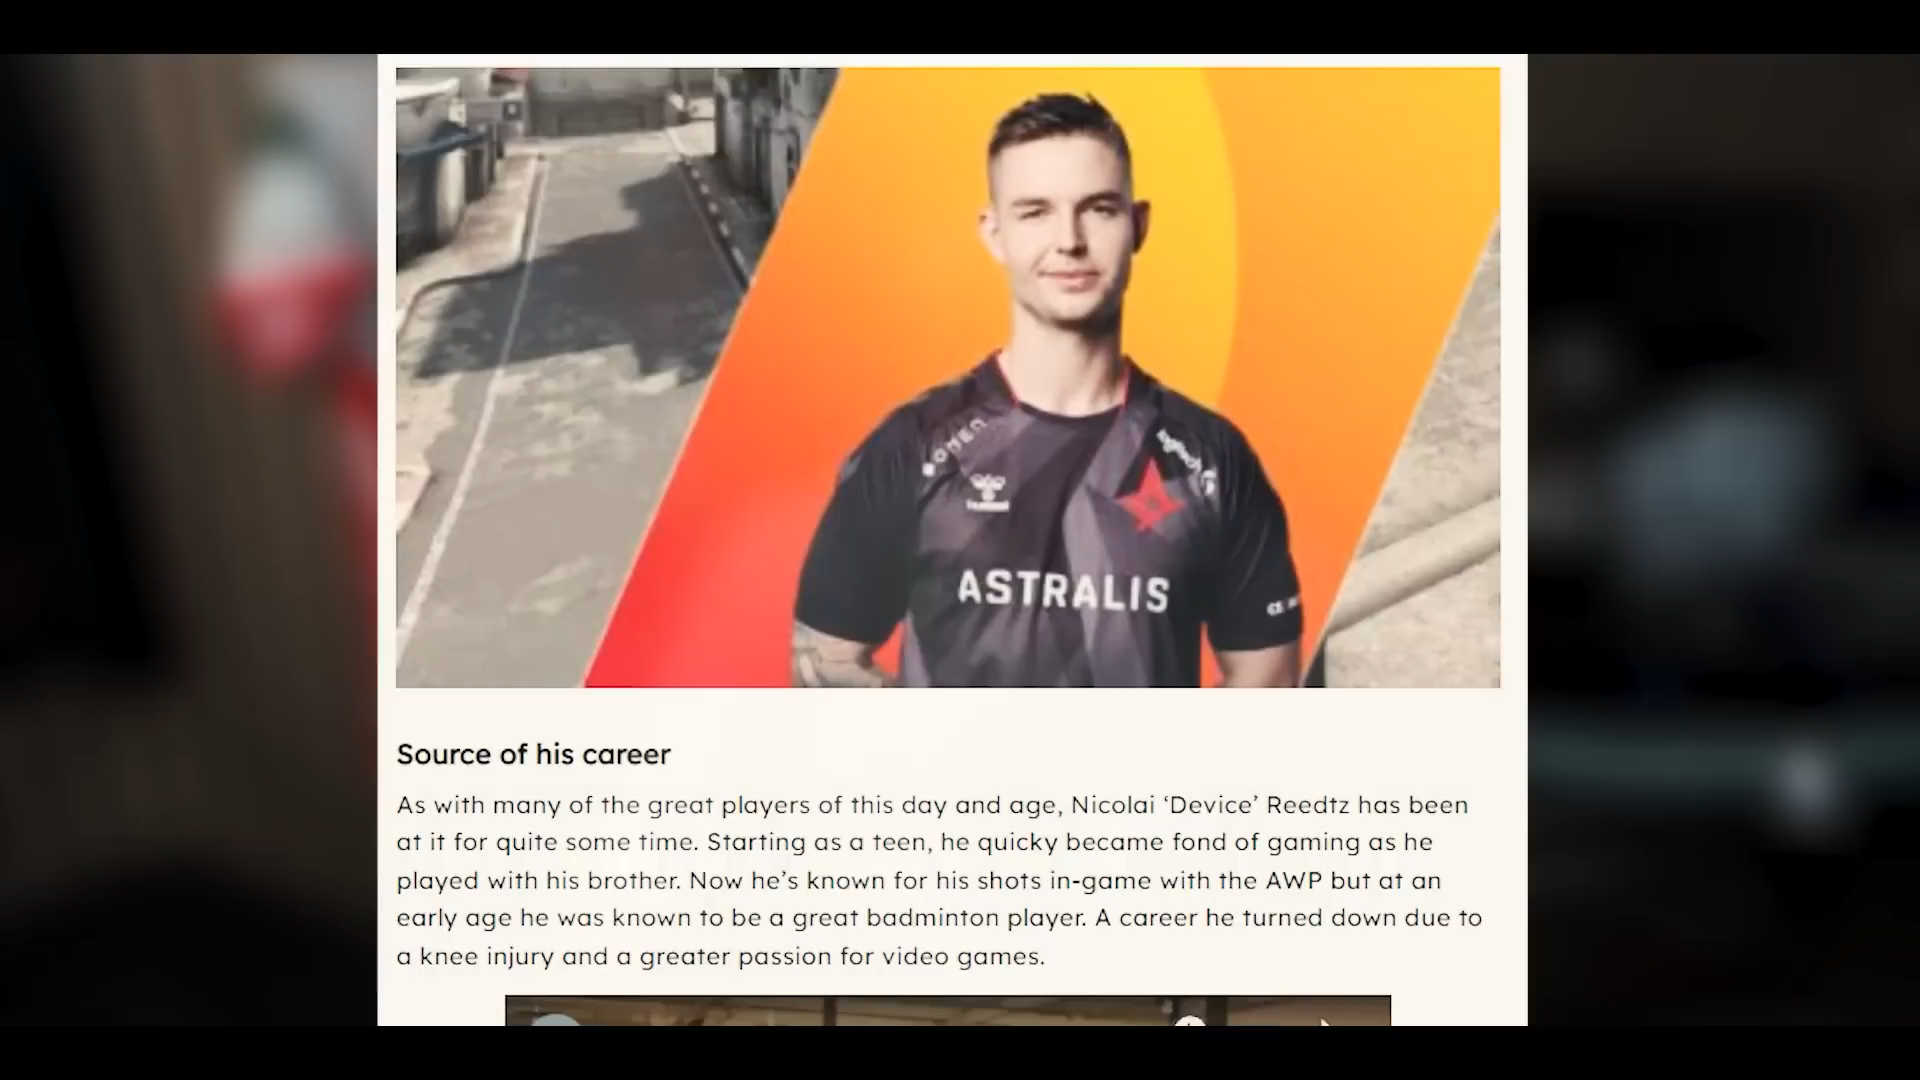 OMEN
logitech
hummel
ASTRALIS
Source of his career
As with many of the great players of this day and age, Nicolai ‘Device’ Reedtz has been
at it for quite some time. Starting as a teen, he quicky became fond of gaming as he
played with his brother. Now he’s known for his shots in-game with the AWP but at an
early age he was known to be a great badminton player. A career he turned down due to
a knee injury and a greater passion for video games.